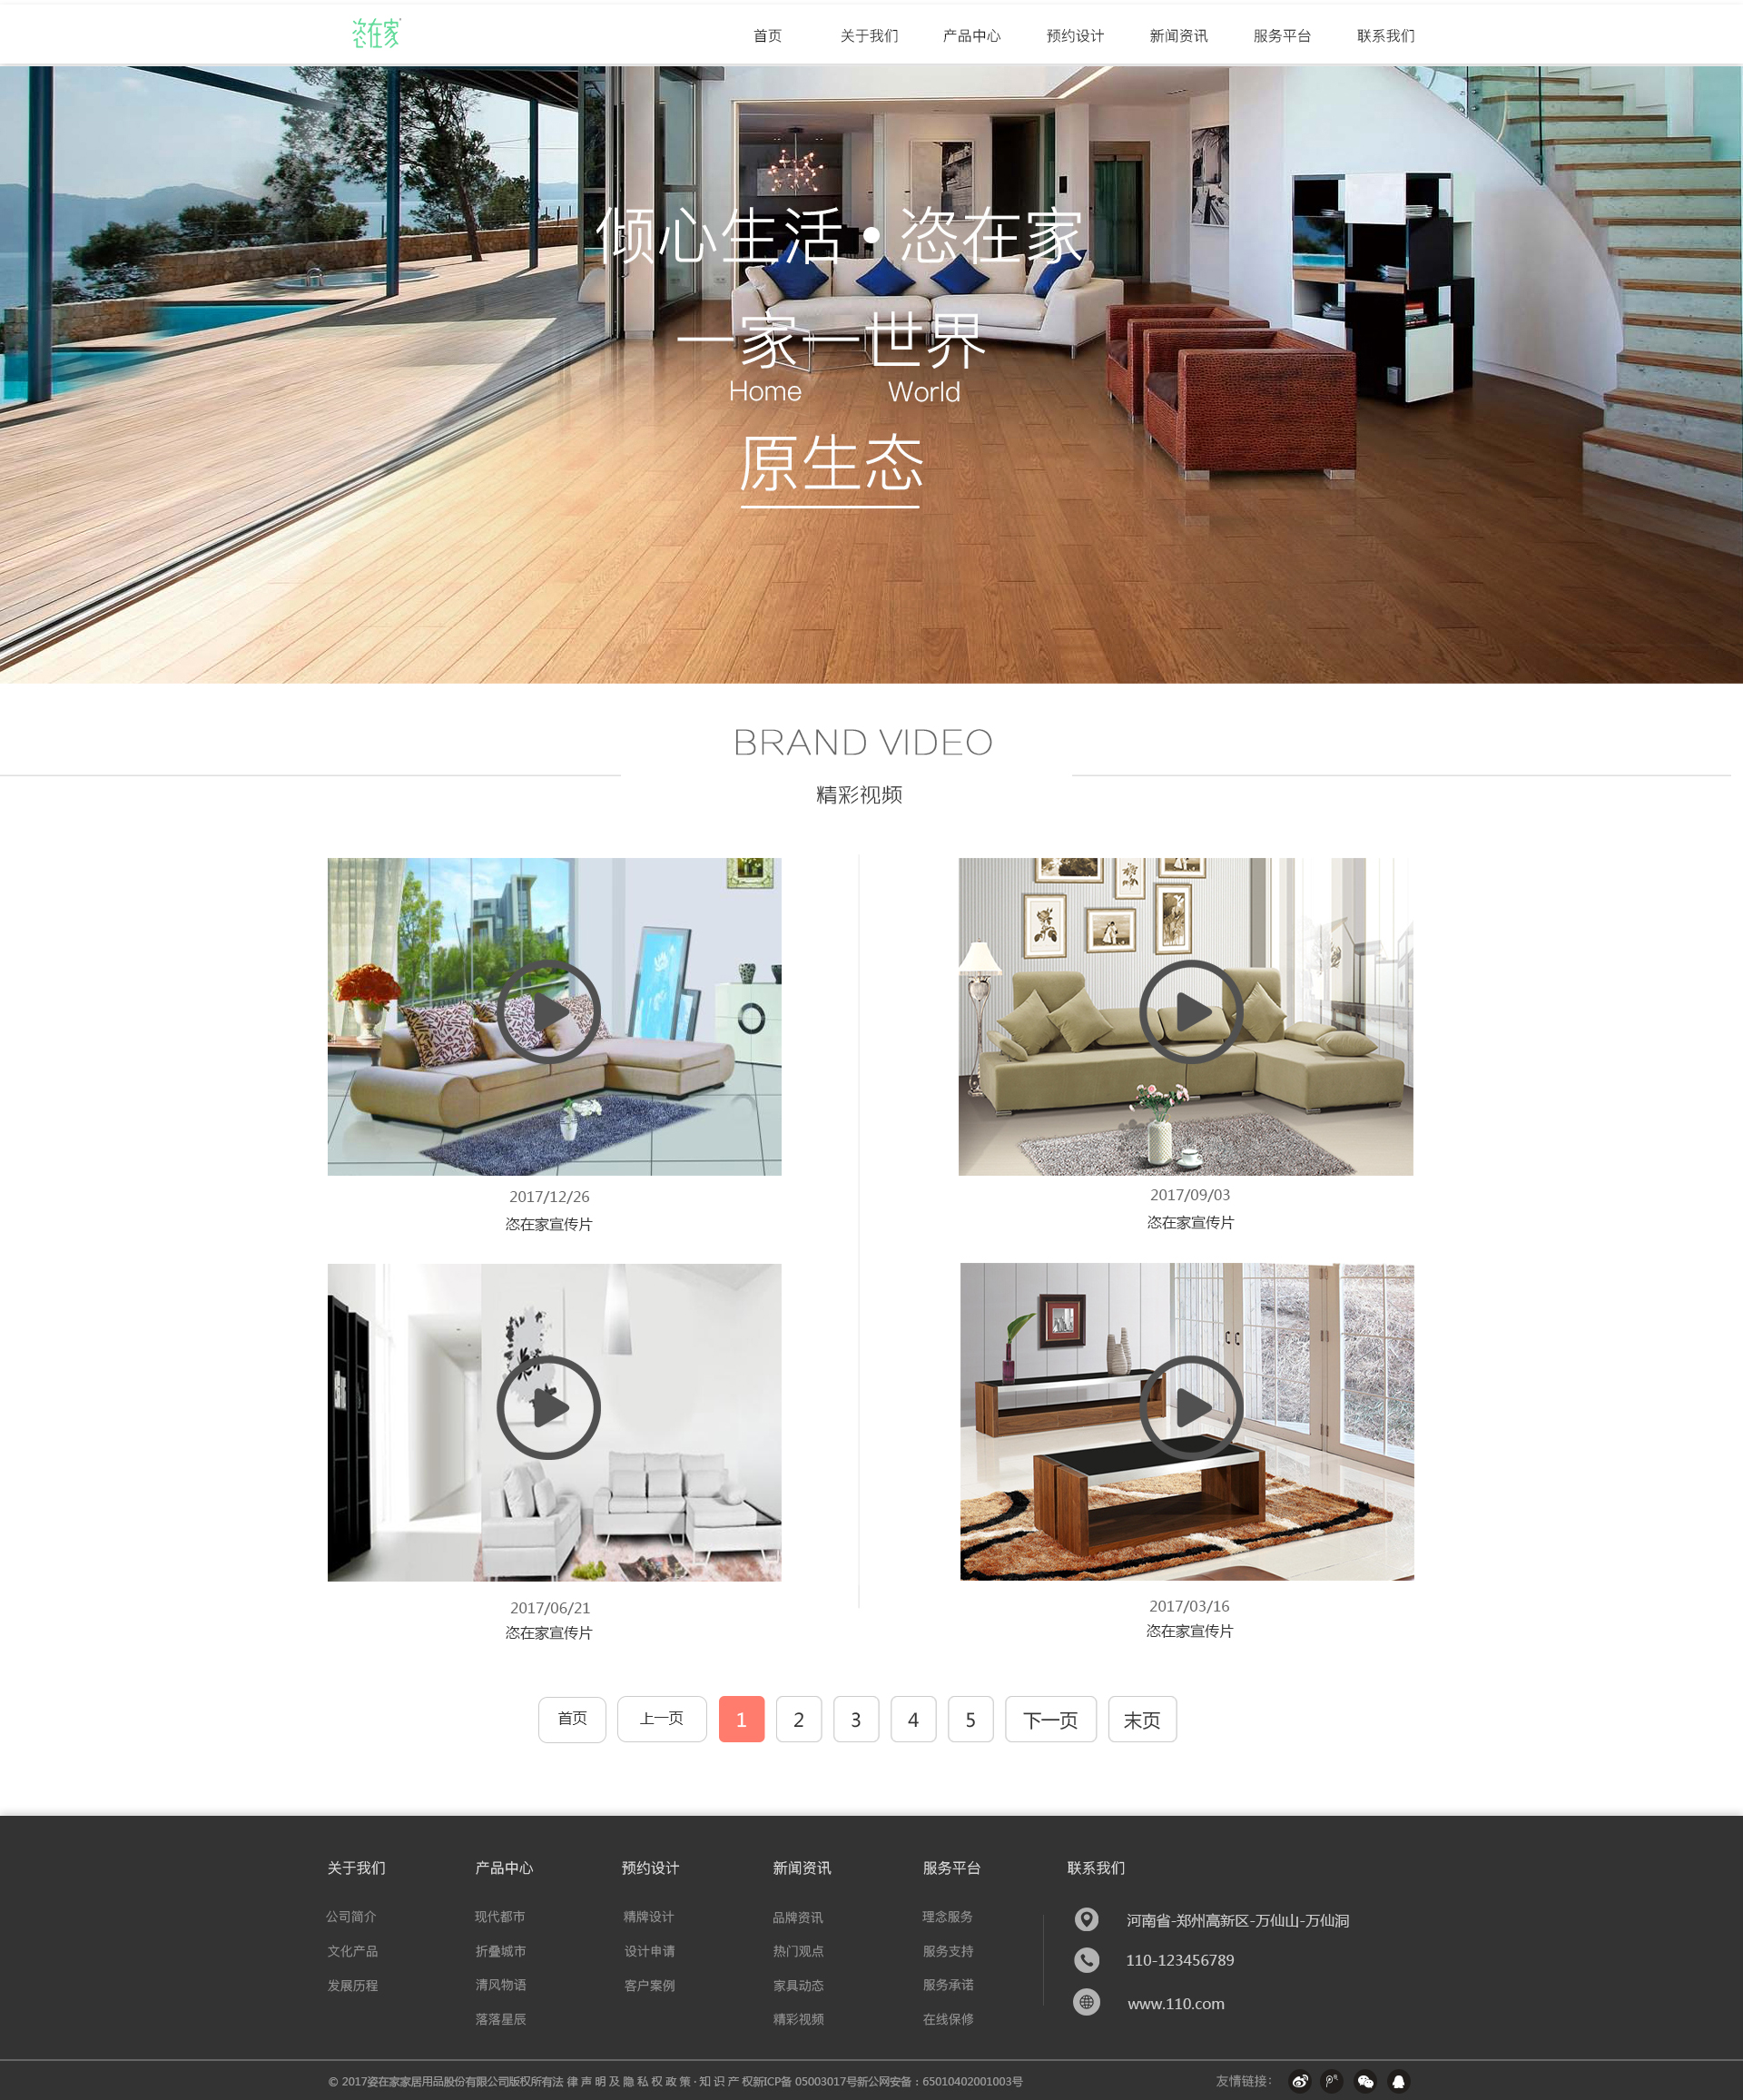 恣在家
首页 关于我们 产品中心 预约设计 新闻资讯 服务平台 联系我们
倾心生活 • 恣在家
一家一世界
Home World
原生态
BRAND VIDEO
精彩视频
2017/12/26
恣在家宣传片
2017/09/03
恣在家宣传片
2017/06/21
恣在家宣传片
2017/03/16
恣在家宣传片
首页 上一页 1 2 3 4 5 下一页 末页
关于我们 产品中心 预约设计 新闻资讯 服务平台 联系我们
公司简介 现代都市 精牌设计 品牌资讯 理念服务 河南省-郑州高新区-万仙山-万仙洞
文化产品 折叠城市 设计申请 热门观点 服务支持 110-123456789
发展历程 清风物语 客户案例 家具动态 服务承诺 www.110.com
落落星辰 精彩视频 在线保修
© 2017姿在家家居用品股份有限公司版权所有法 律 声 明 及 隐 私 权 政 策 · 知 识 产 权新ICP备 05003017号新公网安备：65010402001003号 友情链接：